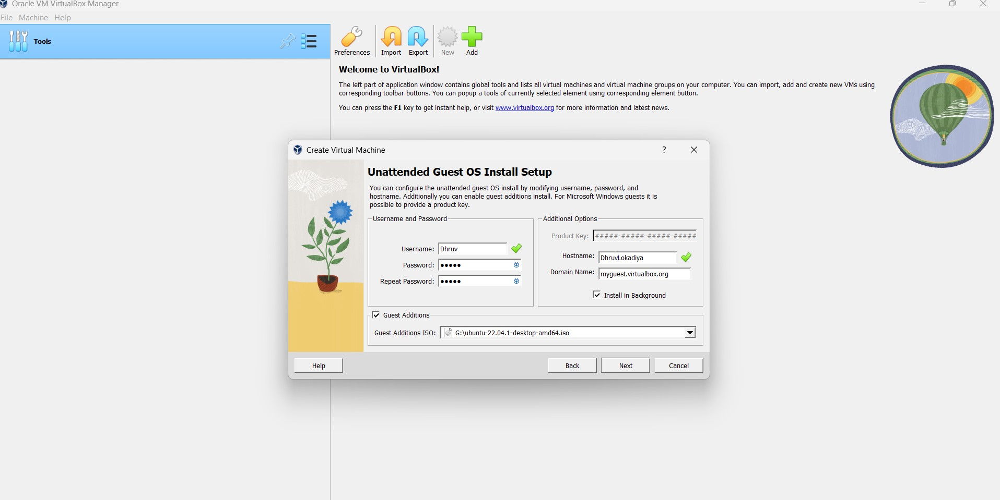 Oracle VM VirtualBox Manager
File Machine Help
Tools
Preferences Import Export New Add
Welcome to VirtualBox!
The left part of application window contains global tools and lists all virtual machines and virtual machine groups on your computer. You can import, add and create new VMs using
corresponding toolbar buttons. You can popup a tools of currently selected element using corresponding element button.
You can press the F1 key to get instant help, or visit www.virtualbox.org for more information and latest news.
Create Virtual Machine ?
Unattended Guest OS Install Setup
You can configure the unattended guest OS install by modifying username, password, and
hostname. Additionally you can enable guest additions install. For Microsoft Windows guests it is
possible to provide a product key.
Username and Password
Username: Dhruv
Password: •••••
Repeat Password: •••••
Additional Options
Product Key: #####-#####-#####-#####
Hostname: DhruvLokadiya
Domain Name: myguest.virtualbox.org
Install in Background
Guest Additions
Guest Additions ISO: G:\ubuntu-22.04.1-desktop-amd64.iso
Help Back Next Cancel